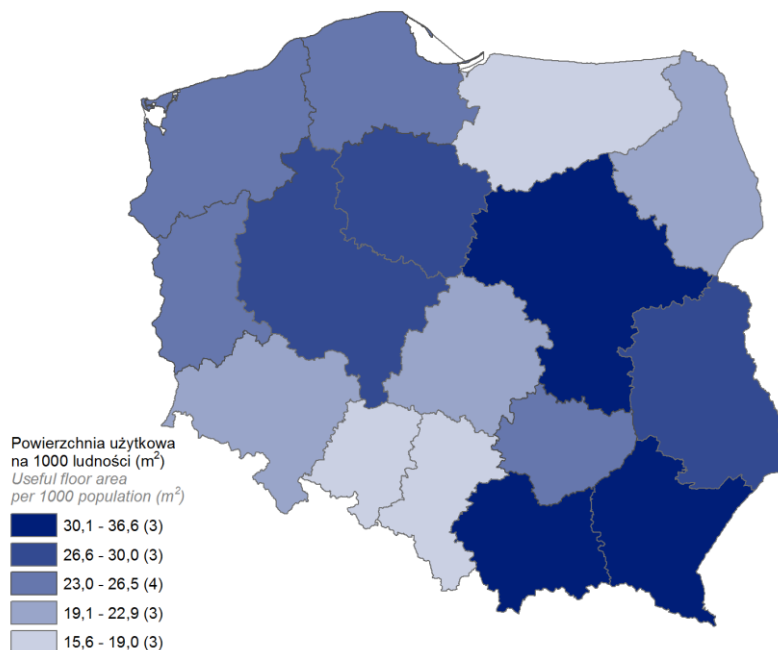 Powierzchnia użytkowa
na 1000 ludności (m²)
Useful floor area
per 1000 population (m²)
30,1 - 36,6 (3)
26,6 - 30,0 (3)
23,0 - 26,5 (4)
19,1 - 22,9 (3)
15,6 - 19,0 (3)